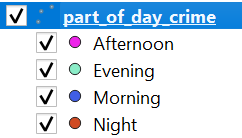 part_of_day_crime
Afternoon
Evening
Morning
Night